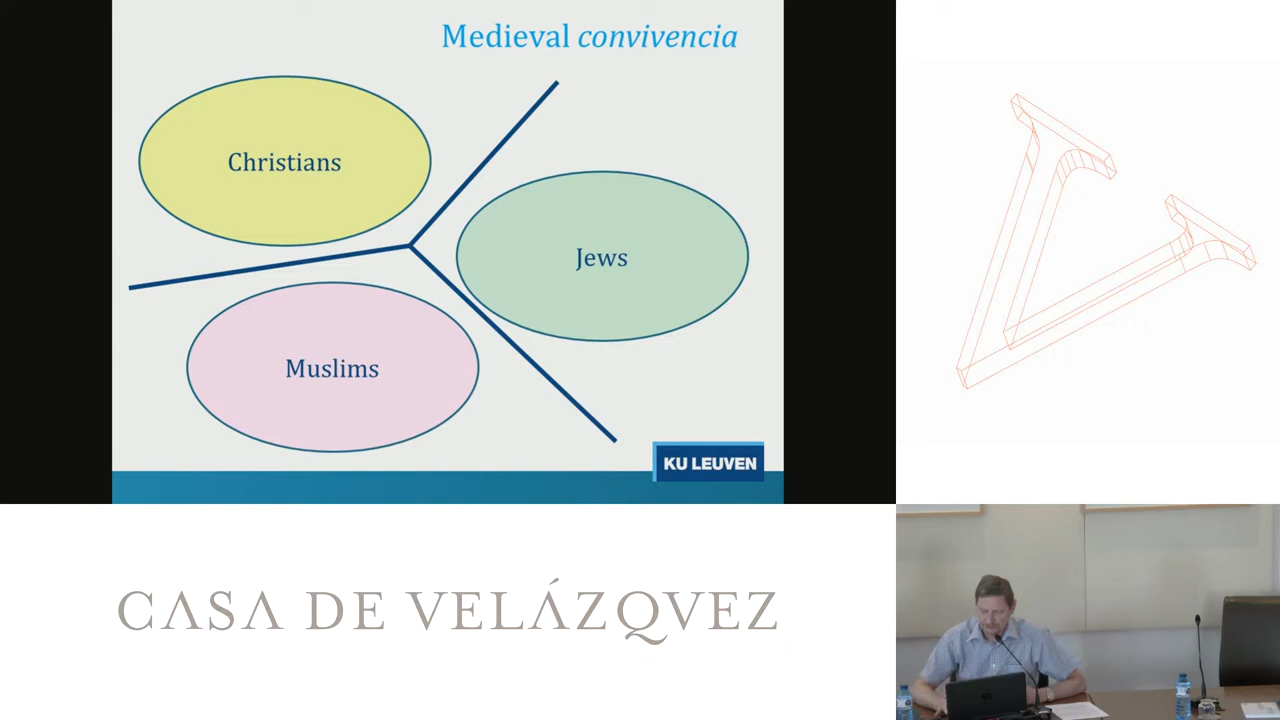 Medieval convivencia
Christians
Jews
Muslims
KU LEUVEN
CASA DE VELÁZQVEZ